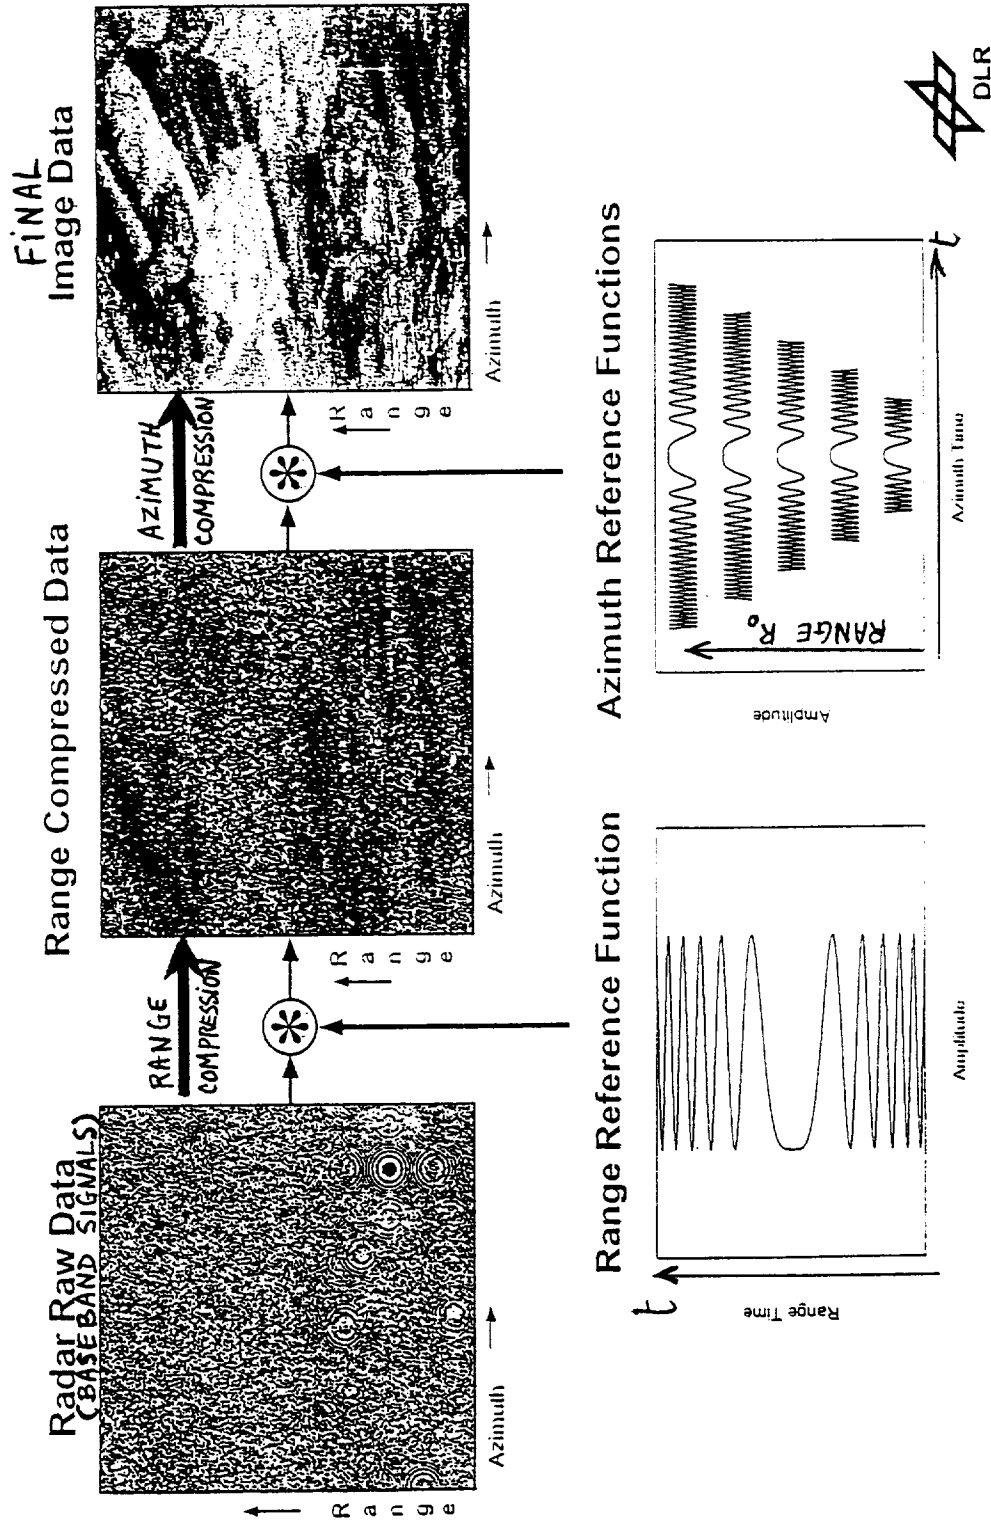 Radar Raw Data
(BASEBAND SIGNALS)
Range
Azimuth
RANGE
COMPRESSION
Range Compressed Data
Range
Azimuth
AZIMUTH
COMPRESSION
FiNAL
Image Data
Range
Azimuth
Range Reference Function
t
Range Time
Amplitude
Azimuth Reference Functions
Amplitude
RANGE R₀
Azimuth Time
t
DLR